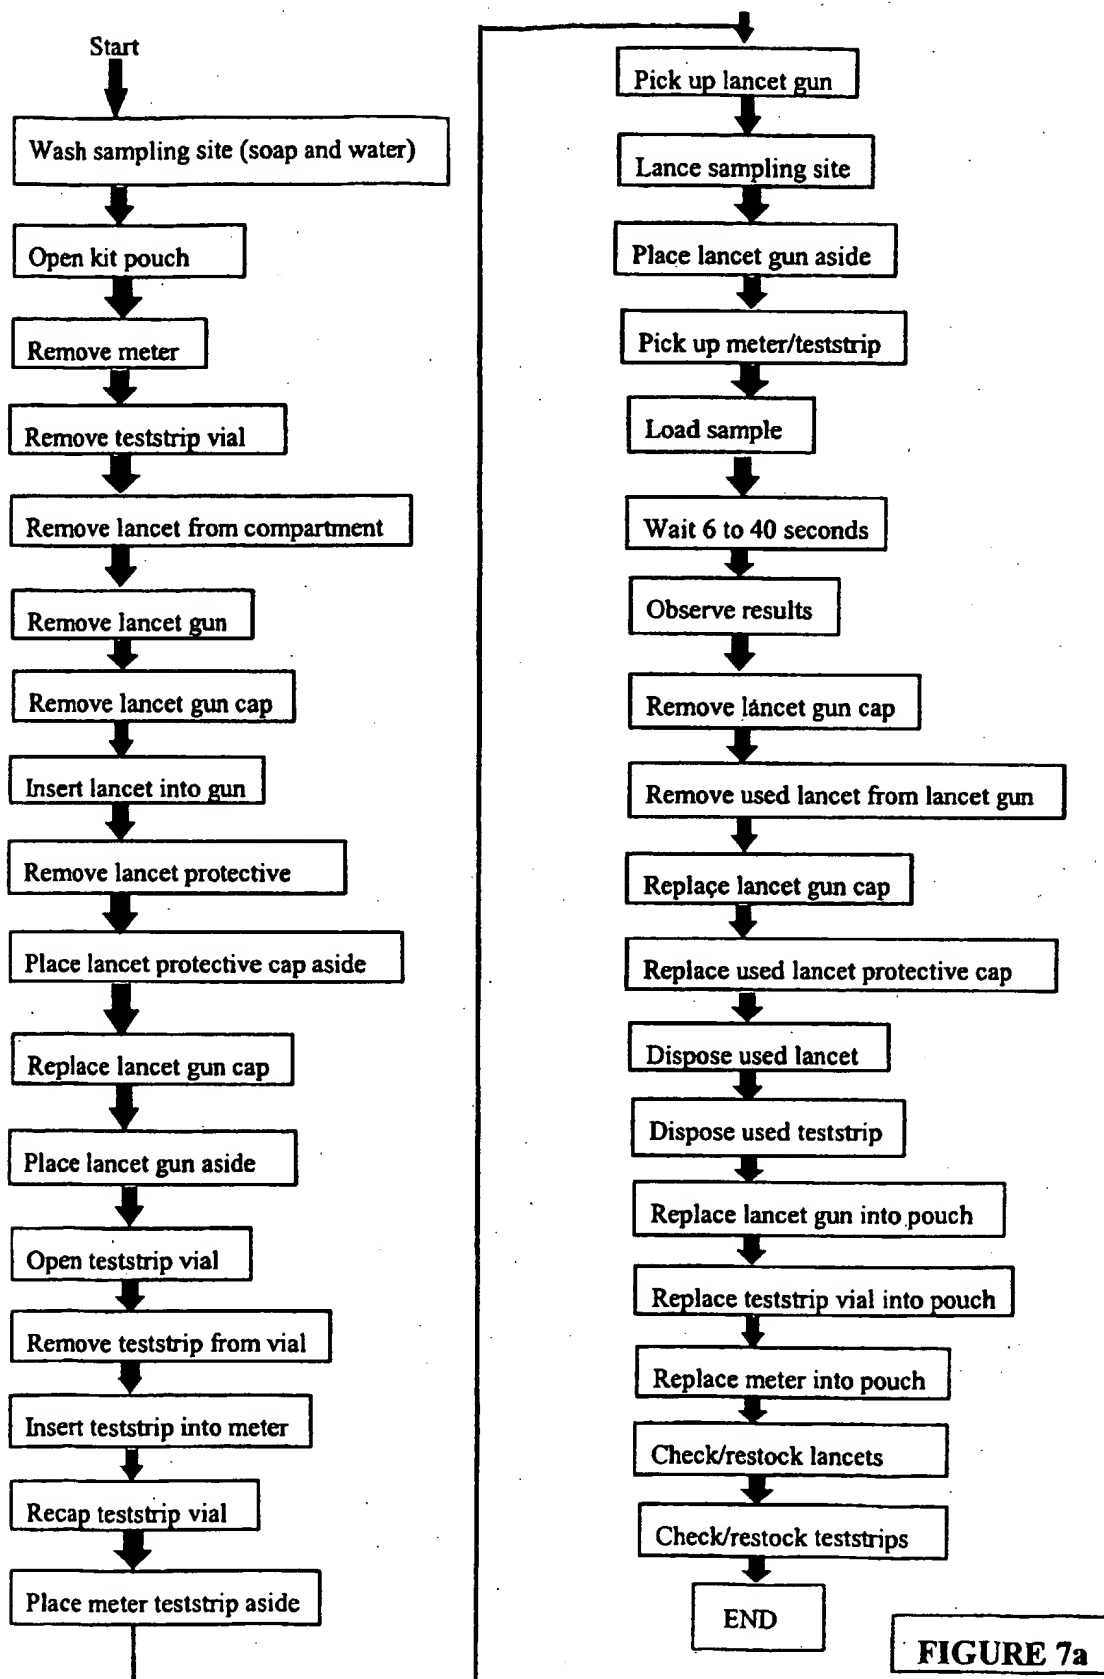 Start
Wash sampling site (soap and water)
Open kit pouch
Remove meter
Remove teststrip vial
Remove lancet from compartment
Remove lancet gun
Remove lancet gun cap
Insert lancet into gun
Remove lancet protective
Place lancet protective cap aside
Replace lancet gun cap
Place lancet gun aside
Open teststrip vial
Remove teststrip from vial
Insert teststrip into meter
Recap teststrip vial
Place meter teststrip aside
Pick up lancet gun
Lance sampling site
Place lancet gun aside
Pick up meter/teststrip
Load sample
Wait 6 to 40 seconds
Observe results
Remove lancet gun cap
Remove used lancet from lancet gun
Replace lancet gun cap
Replace used lancet protective cap
Dispose used lancet
Dispose used teststrip
Replace lancet gun into pouch
Replace teststrip vial into pouch
Replace meter into pouch
Check/restock lancets
Check/restock teststrips
END
FIGURE 7a